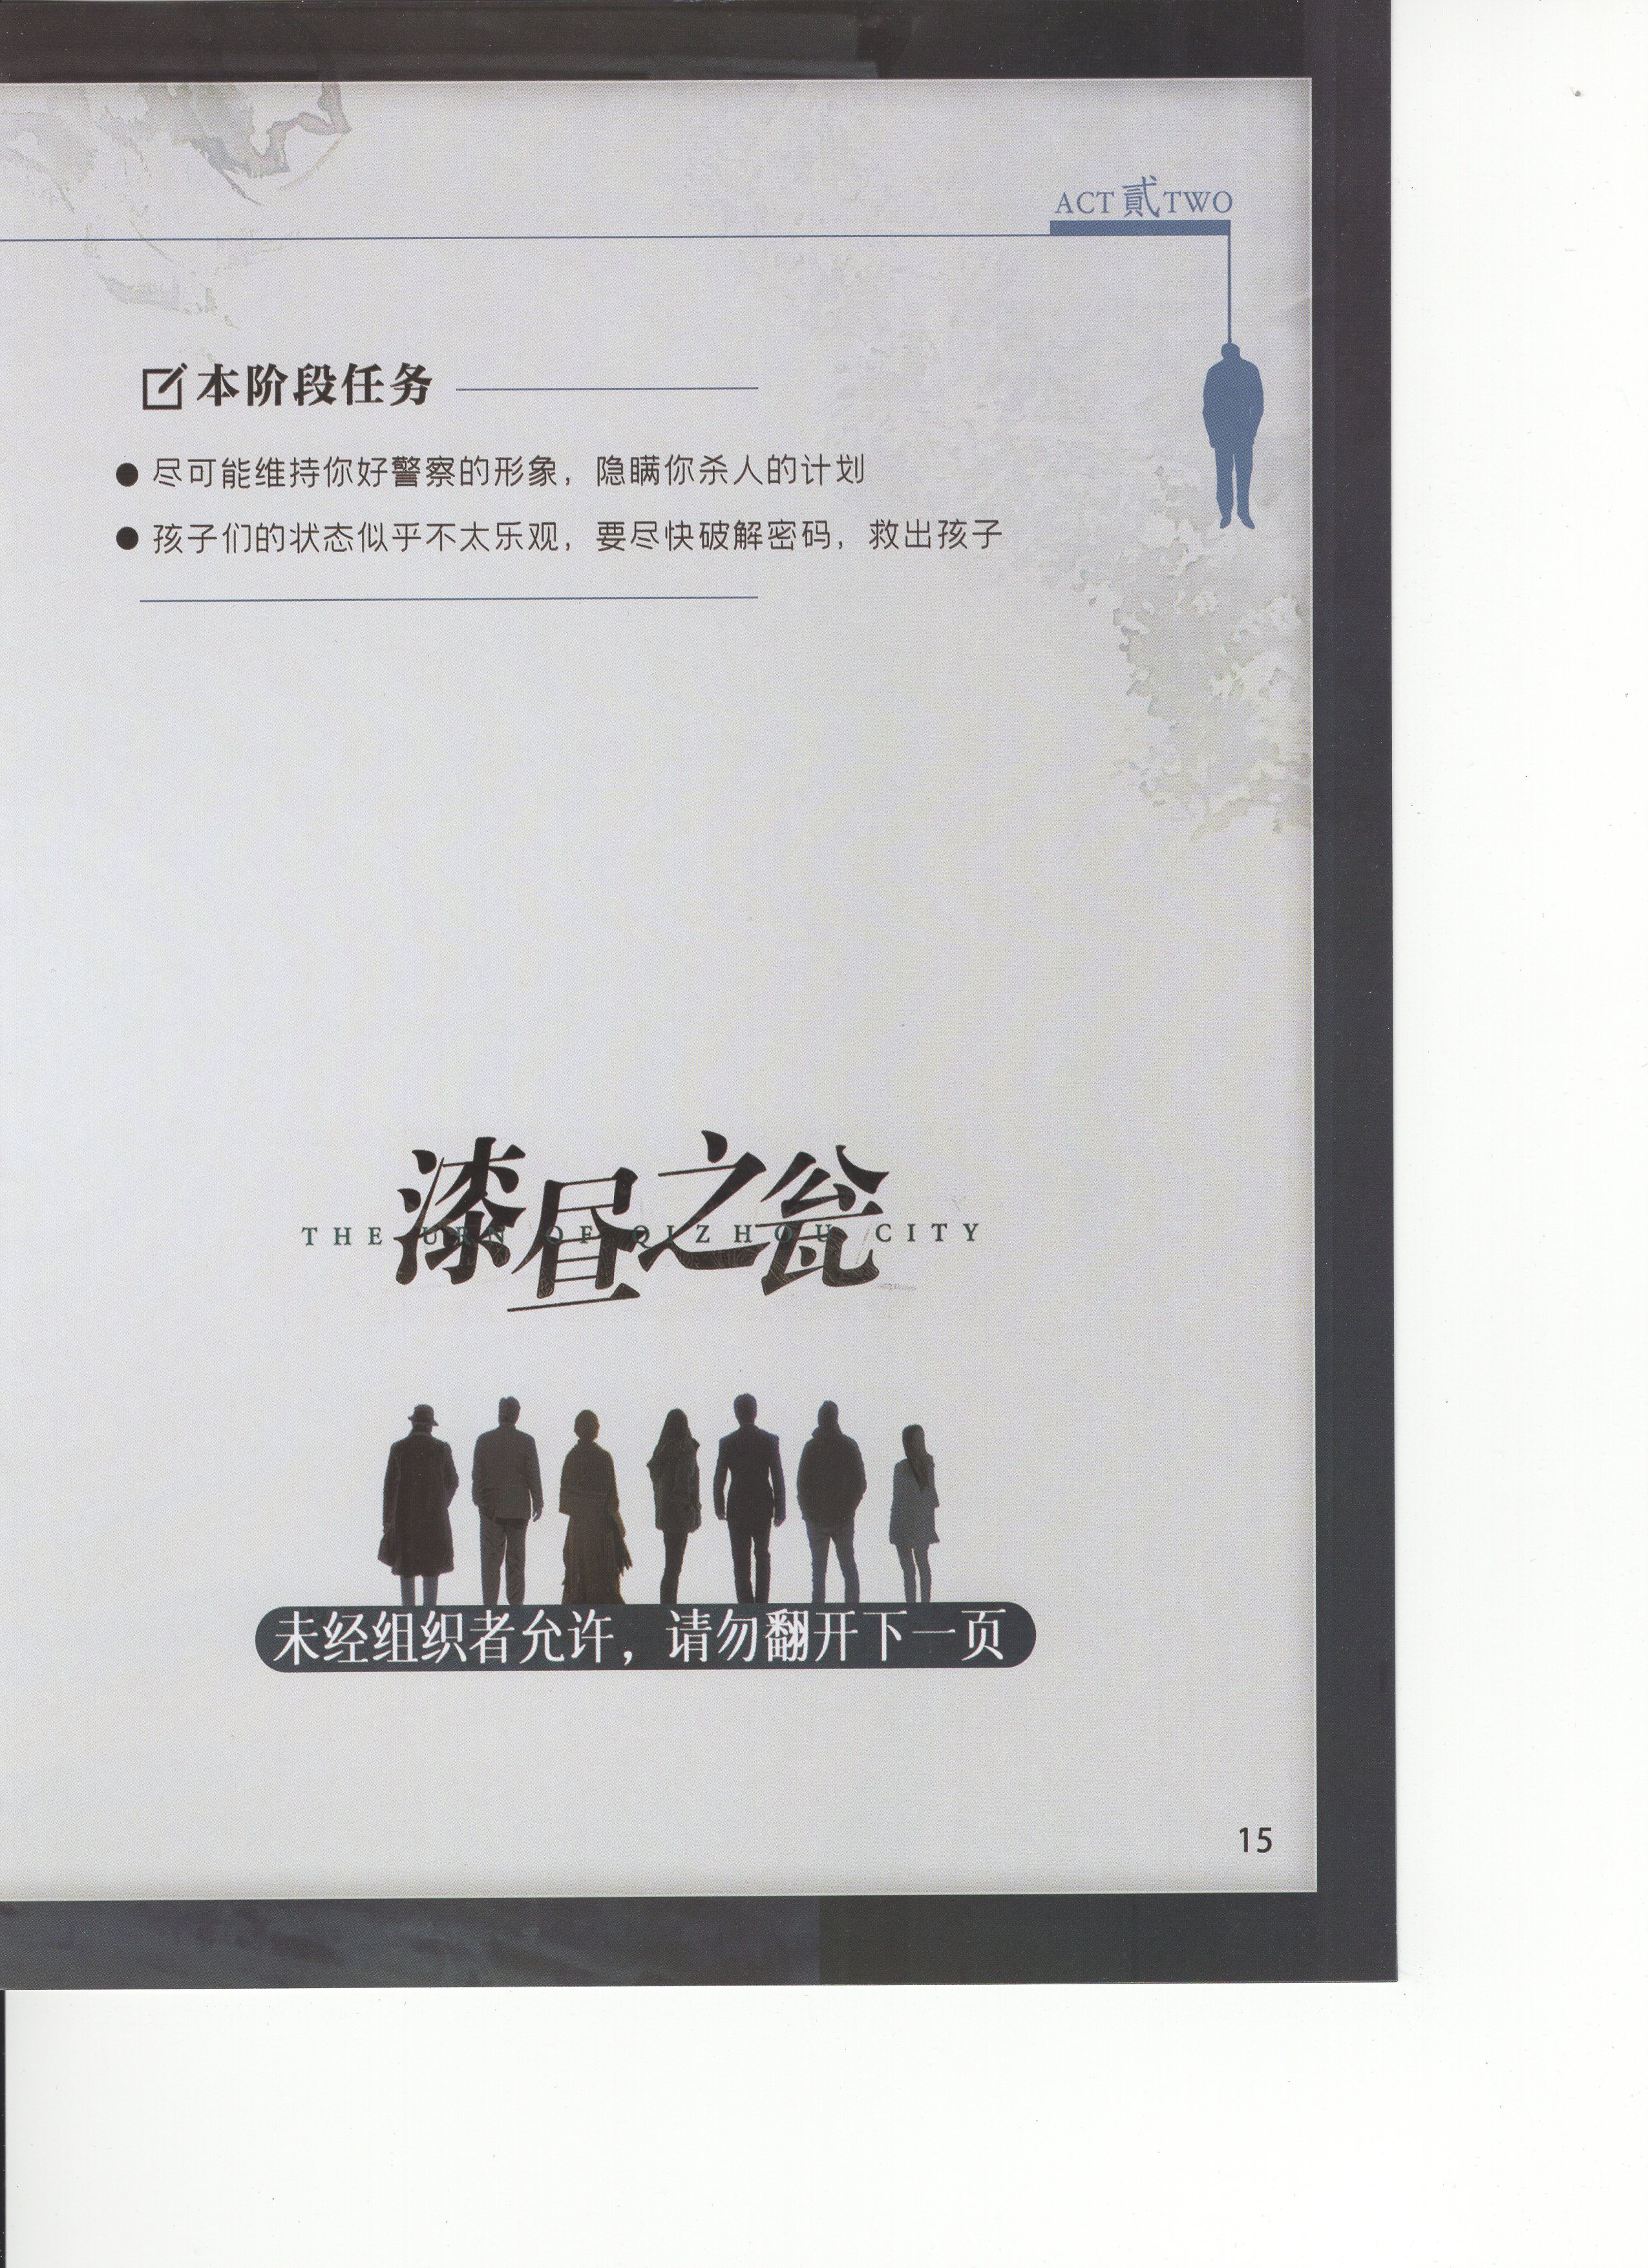 ACT 貳 TWO
本阶段任务
● 尽可能维持你好警察的形象，隐瞒你杀人的计划
● 孩子们的状态似乎不太乐观，要尽快破解密码，救出孩子
漆昼之瓮
THE URN OF QIZHOU CITY
未经组织者允许，请勿翻开下一页
15